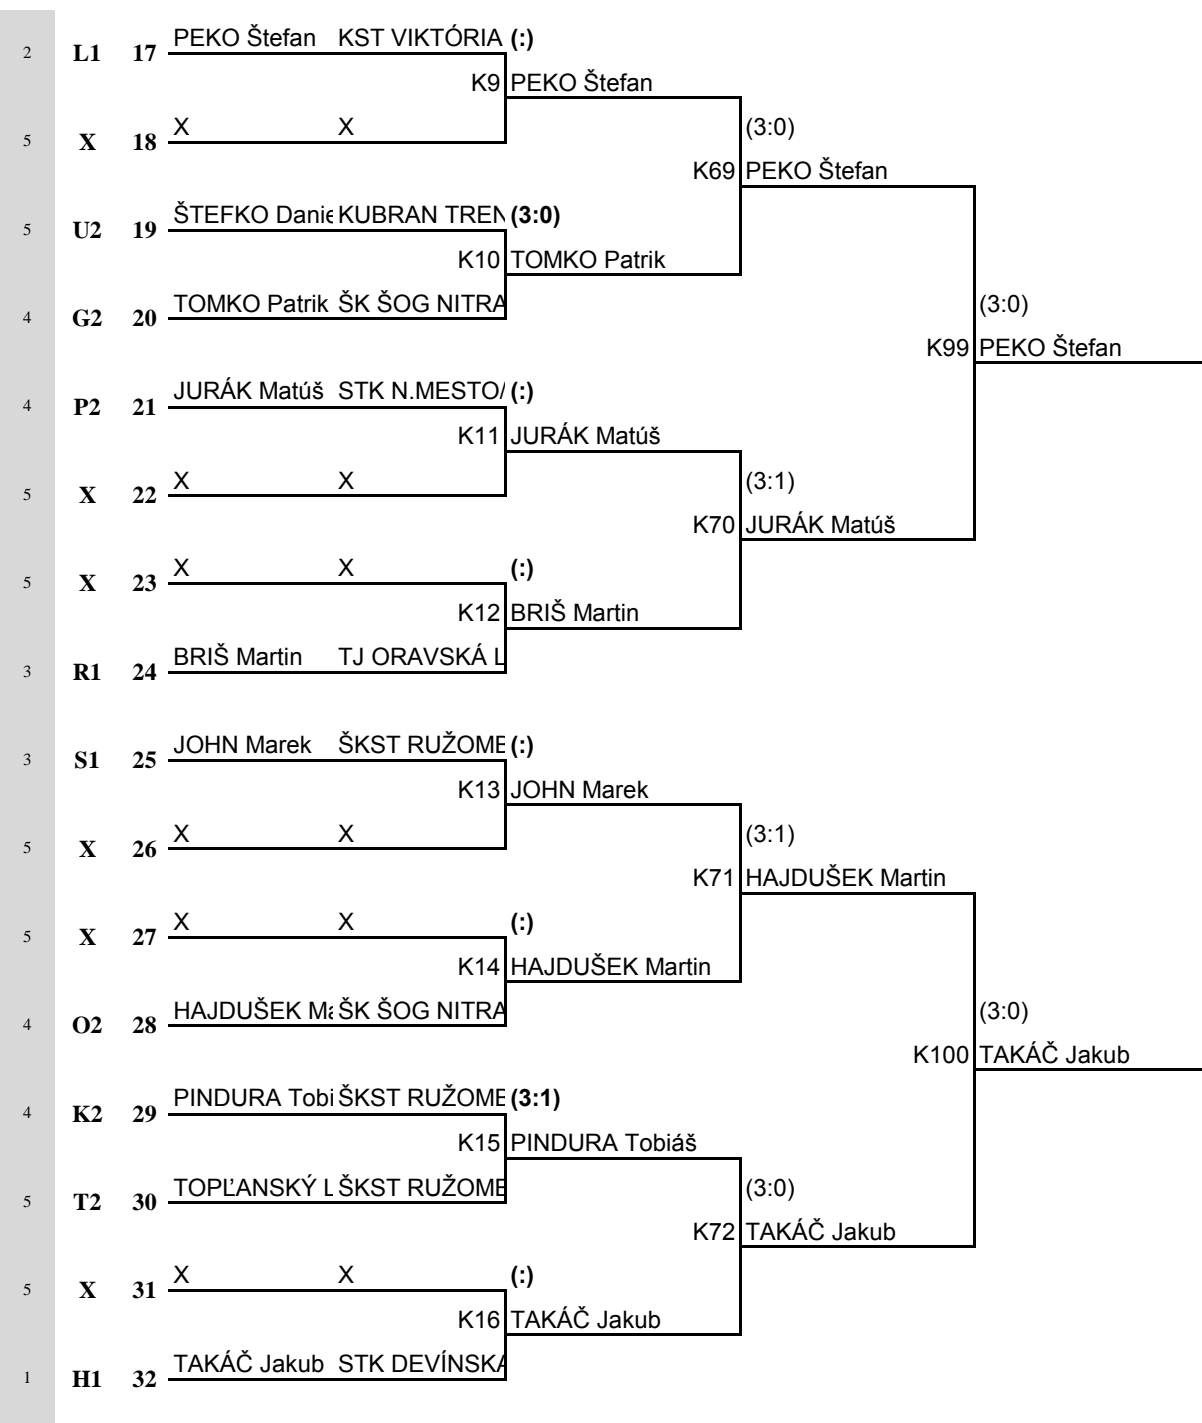 2 L1 17 PEKO Štefan KST VIKTÓRIA (:)
K9 PEKO Štefan
5 X 18 X X (3:0)
K69 PEKO Štefan
5 U2 19 ŠTEFKO Danie KUBRAN TREN (3:0)
K10 TOMKO Patrik
4 G2 20 TOMKO Patrik ŠK ŠOG NITRA (3:0)
K99 PEKO Štefan
4 P2 21 JURÁK Matúš STK N.MESTO/ (:)
K11 JURÁK Matúš
5 X 22 X X (3:1)
K70 JURÁK Matúš
5 X 23 X X (:)
K12 BRIŠ Martin
3 R1 24 BRIŠ Martin TJ ORAVSKÁ L
3 S1 25 JOHN Marek ŠKST RUŽOME (:)
K13 JOHN Marek
5 X 26 X X (3:1)
K71 HAJDUŠEK Martin
5 X 27 X X (:)
K14 HAJDUŠEK Martin
4 O2 28 HAJDUŠEK Ma ŠK ŠOG NITRA (3:0)
K100 TAKÁČ Jakub
4 K2 29 PINDURA Tobi ŠKST RUŽOME (3:1)
K15 PINDURA Tobiáš
5 T2 30 TOPĽANSKÝ L ŠKST RUŽOME (3:0)
K72 TAKÁČ Jakub
5 X 31 X X (:)
K16 TAKÁČ Jakub
1 H1 32 TAKÁČ Jakub STK DEVÍNSKA